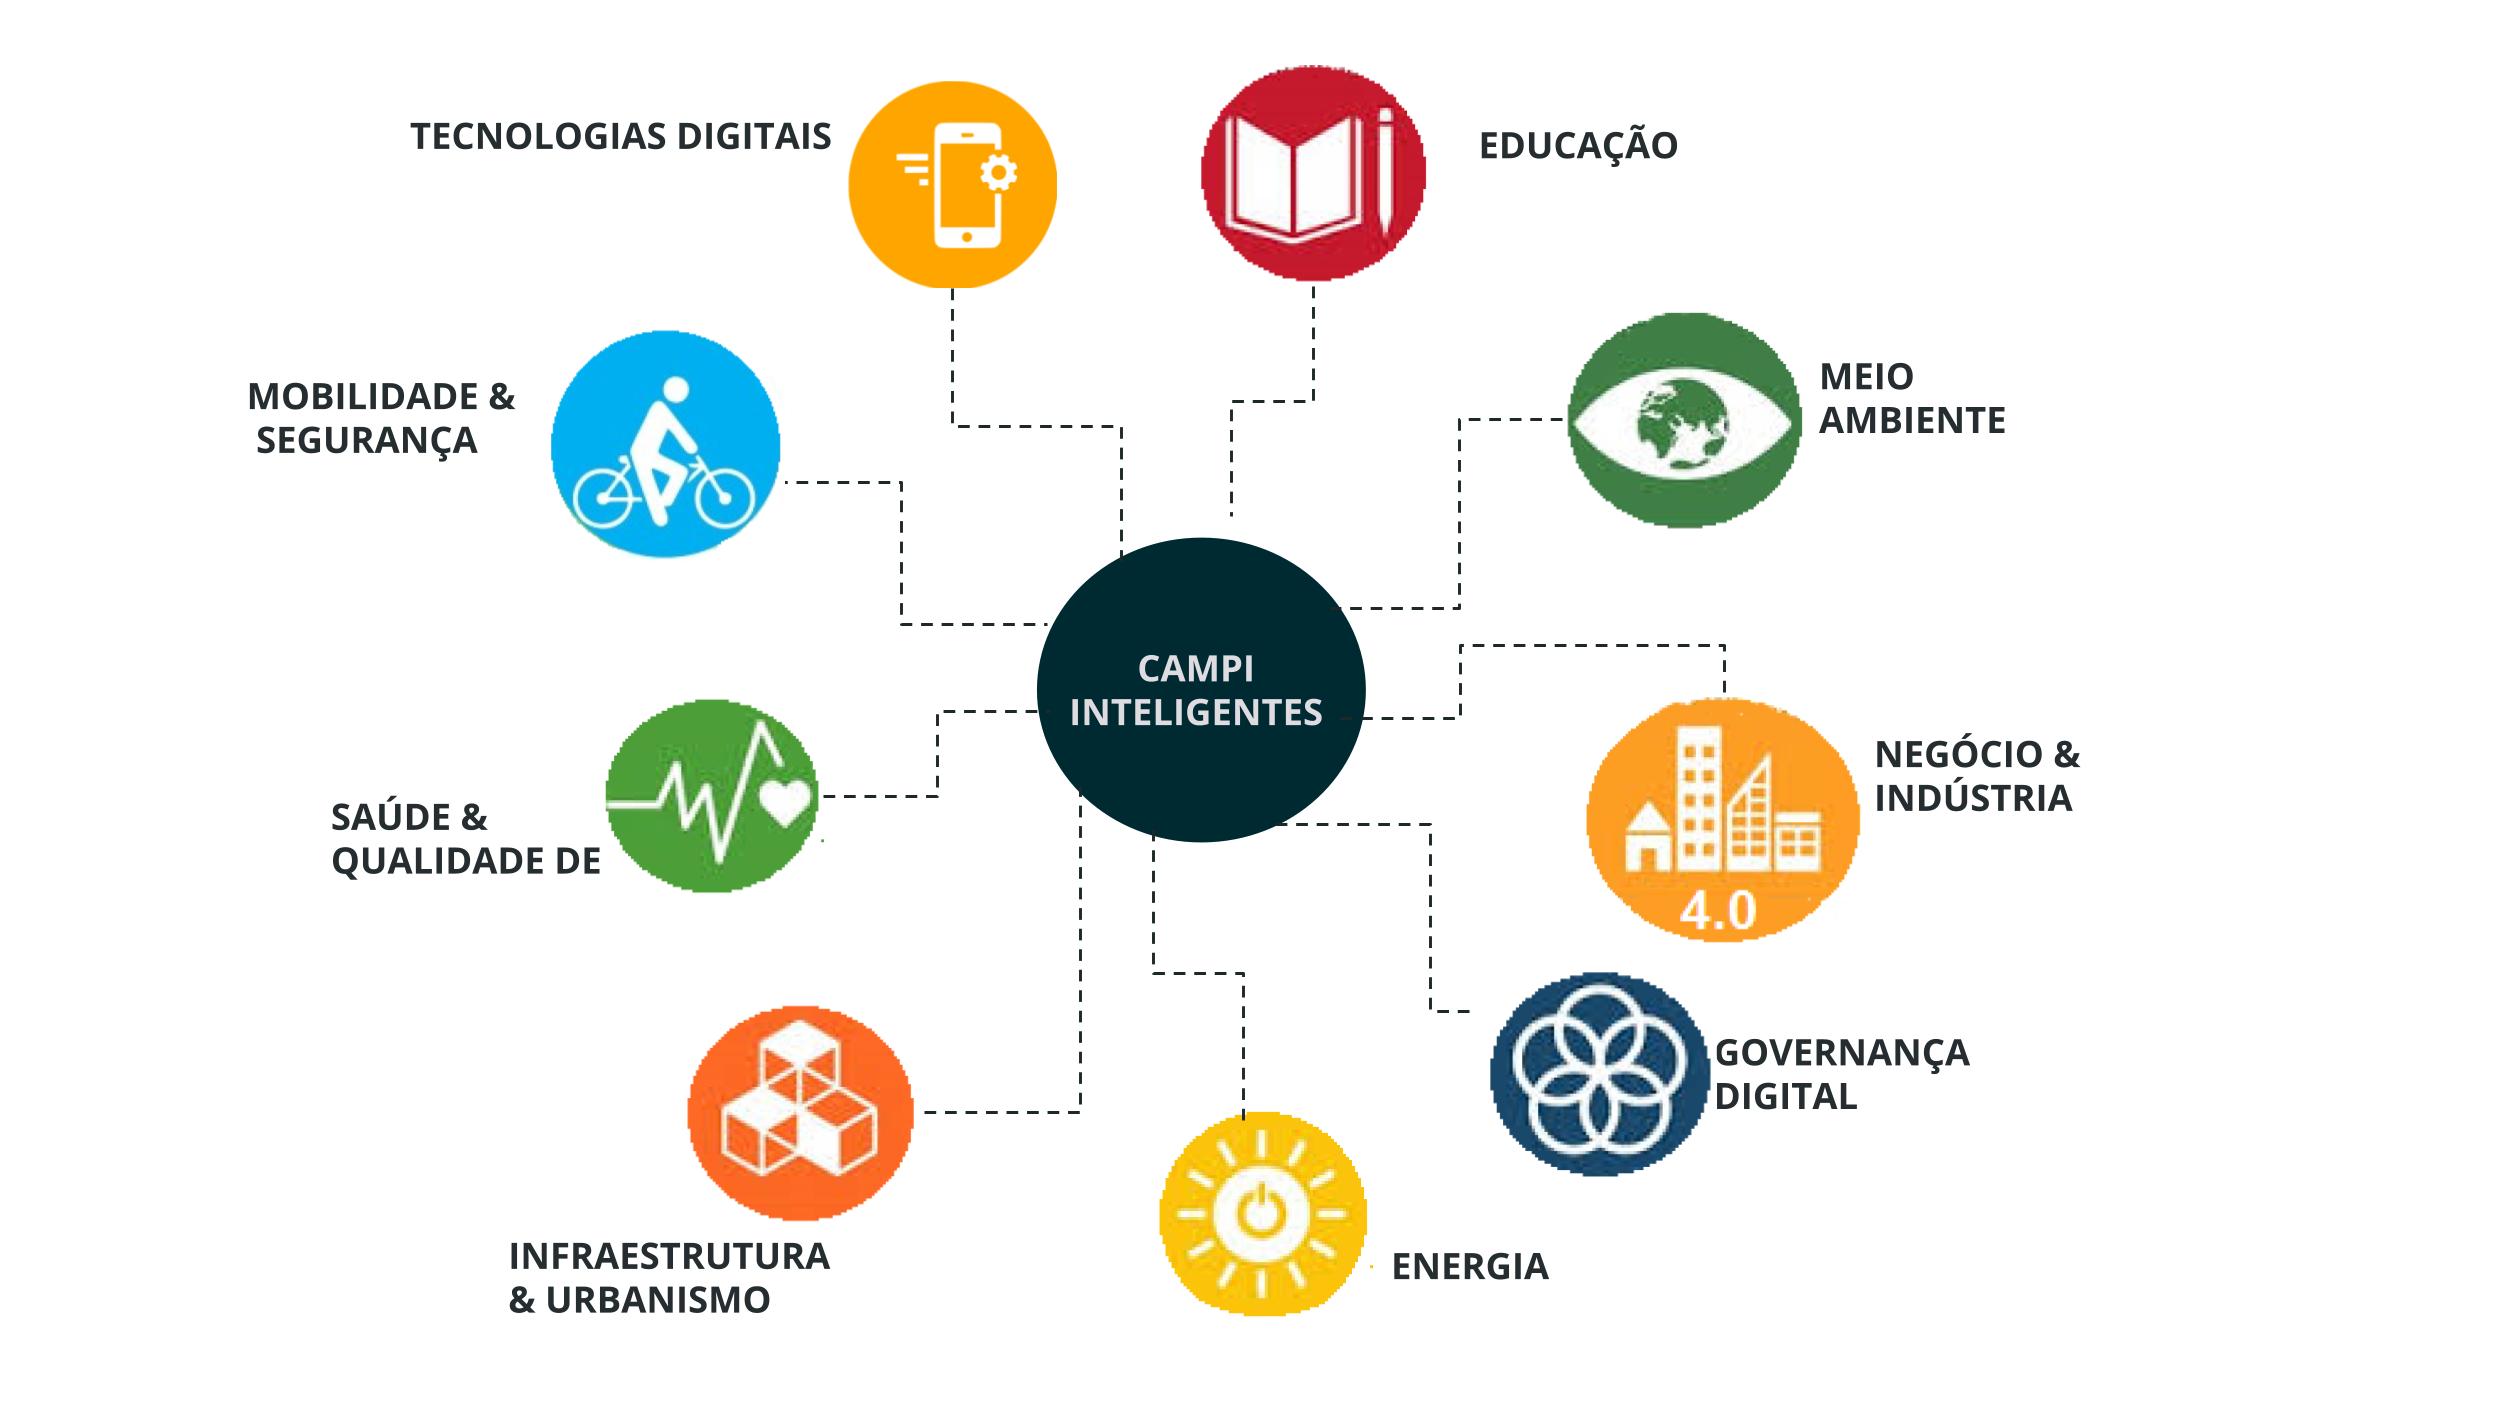 TECNOLOGIAS DIGITAIS
EDUCAÇÃO
MOBILIDADE &
SEGURANÇA
MEIO
AMBIENTE
CAMPI
INTELIGENTES
NEGÓCIO &
INDÚSTRIA
4.0
SAÚDE &
QUALIDADE DE
GOVERNANÇA
DIGITAL
INFRAESTRUTURA
& URBANISMO
ENERGIA